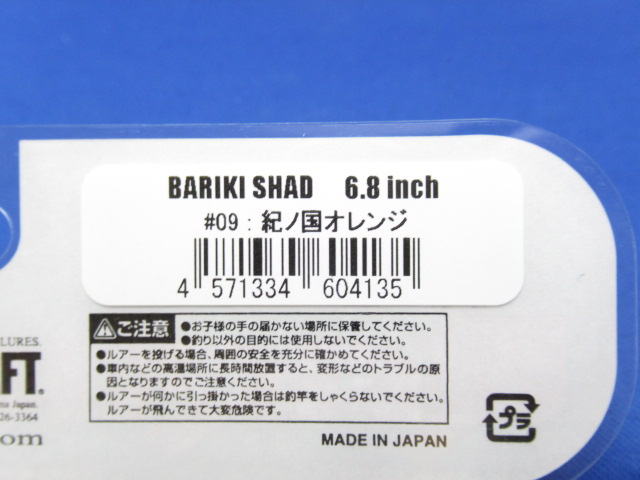 BARIKI SHAD 6.8 inch
#09：紀ノ国オレンジ
4 571334 604135
ご注意
●お子様の手の届かない場所に保管してください。
●釣り以外の目的には使用しないでください。
●ルアーを投げる場合、周囲の安全を充分に確かめてください。
●車内などの高温場所に長時間放置すると、変形などのトラブルの原
因となりますのでご注意ください。
●ルアーが何かに引っ掛かった場合は釣竿をしゃくらないでください。
ルアーが飛んできて大変危険です。
LURES.
FT.
Japan.
26-3364
om
プラ
MADE IN JAPAN